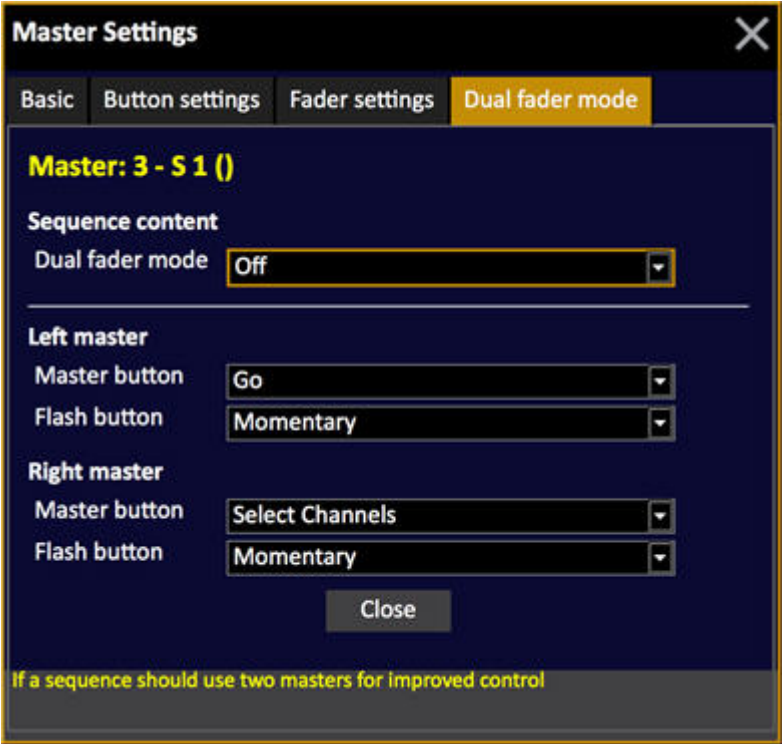 Master Settings
Basic Button settings Fader settings Dual fader mode
Master: 3 - S 1 ()
Sequence content
Dual fader mode Off
Left master
Master button Go
Flash button Momentary
Right master
Master button Select Channels
Flash button Momentary
Close
If a sequence should use two masters for improved control